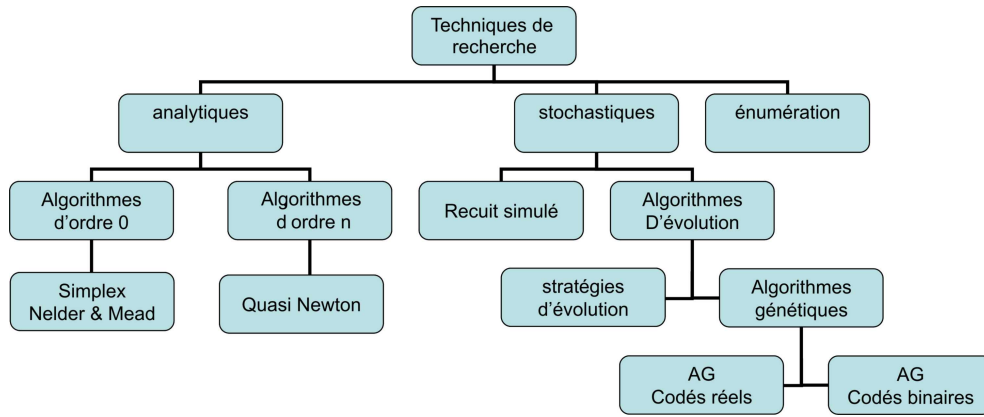 Techniques de
recherche
analytiques
stochastiques
énumération
Algorithmes
d'ordre 0
Algorithmes
d ordre n
Recuit simulé
Algorithmes
D'évolution
Simplex
Nelder & Mead
Quasi Newton
stratégies
d'évolution
Algorithmes
génétiques
AG
Codés réels
AG
Codés binaires